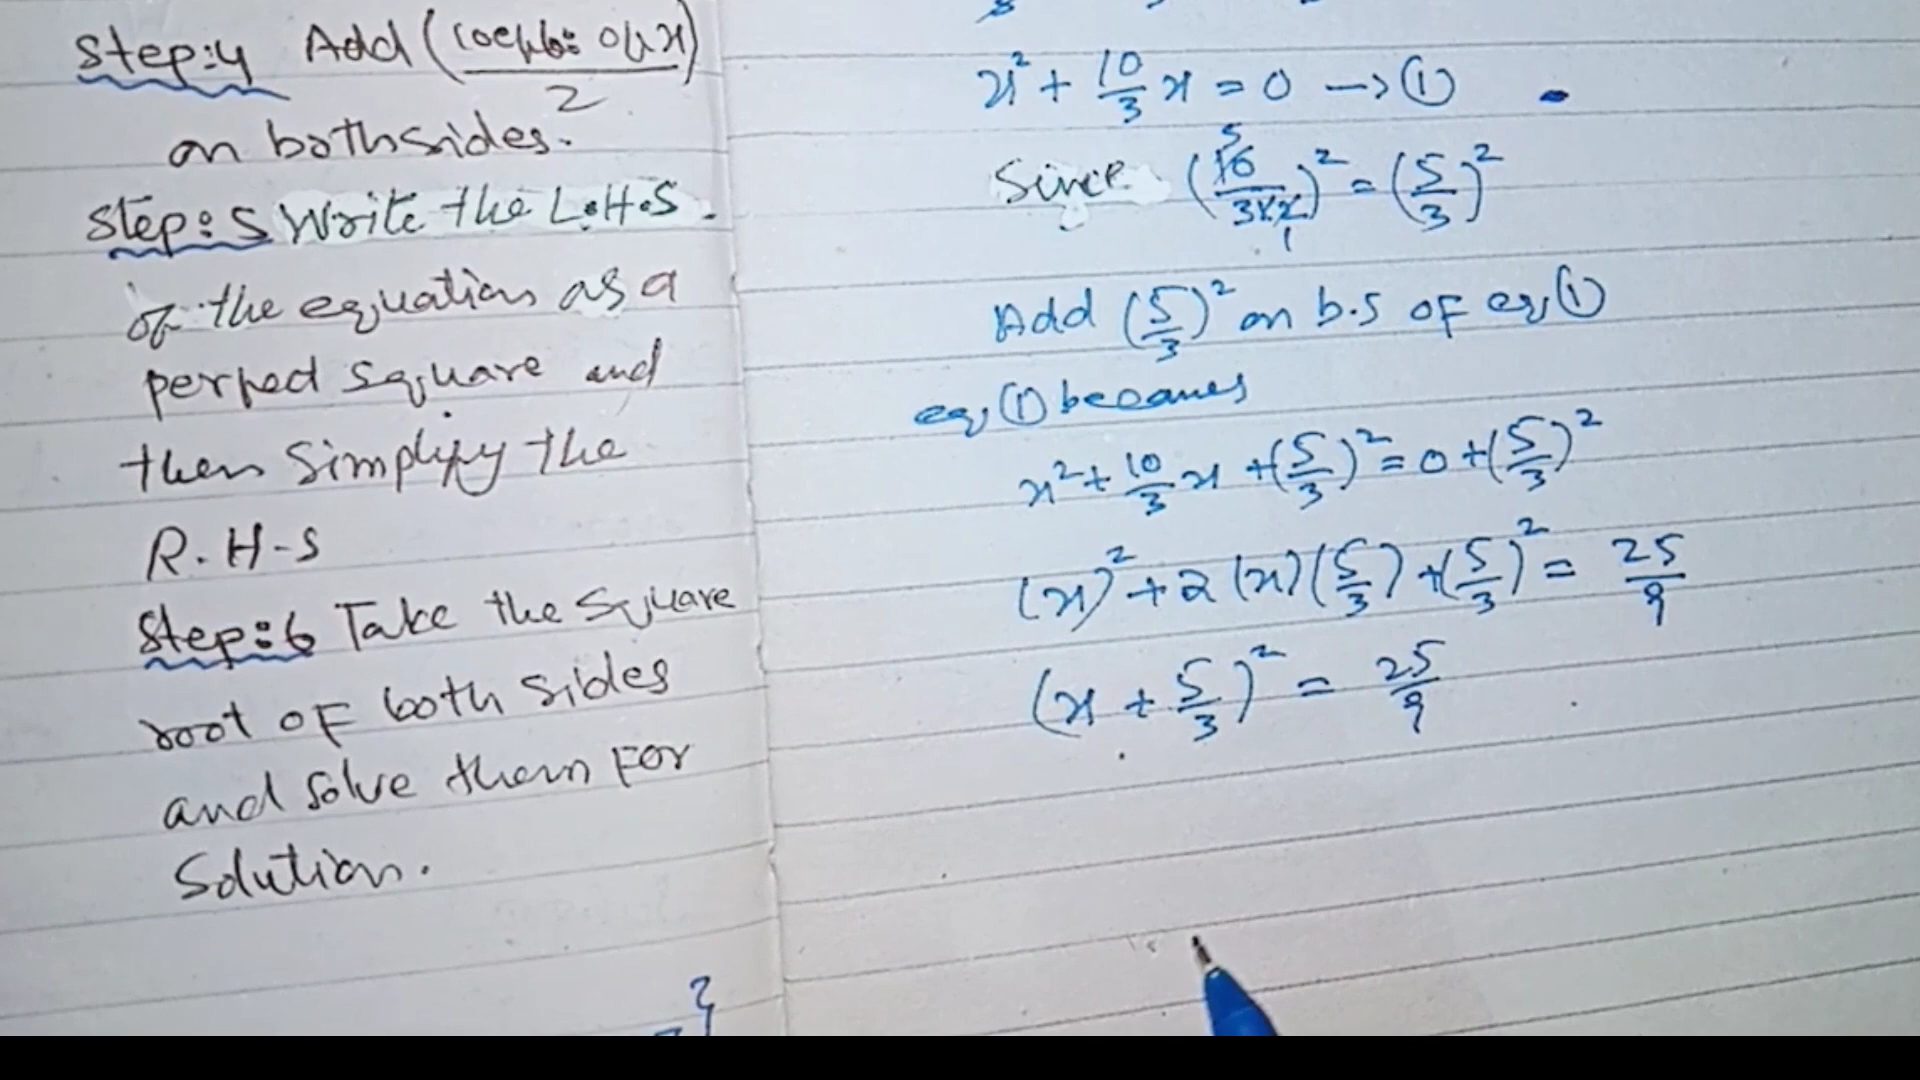 Step:4 Add (coeff: of x)
2
on bothsides.
Step:5 Write the L.H.S.
of the equation as a
perfect square and
then simplify the
R.H-S
Step:6 Take the square
root of both sides
and solve them for
Solution.
x² + 10/3 x = 0 → ①
Since (10/3×2)² = (5/3)²
5
1
Add (5/3)² on b.s of eq ①
eq ① becomes
x² + 10/3 x + (5/3)² = 0 + (5/3)²
(x)² + 2(x)(5/3) + (5/3)² = 25/9
(x + 5/3)² = 25/9